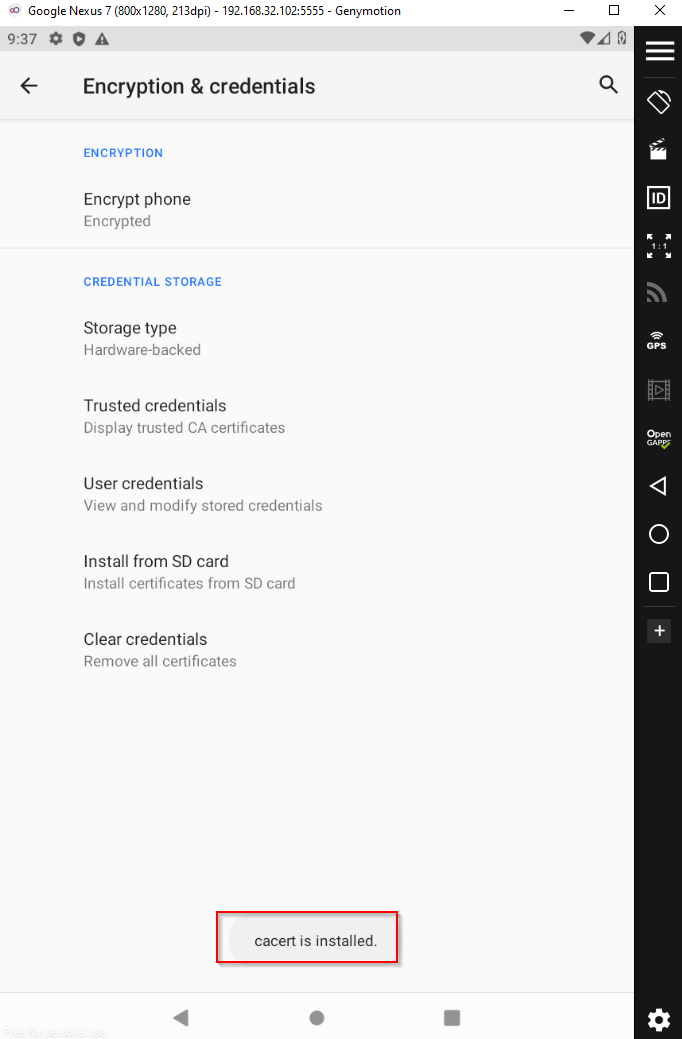 Google Nexus 7 (800x1280, 213dpi) - 192.168.32.102:5555 - Genymotion
9:37
Encryption & credentials
ENCRYPTION
Encrypt phone
Encrypted
CREDENTIAL STORAGE
Storage type
Hardware-backed
Trusted credentials
Display trusted CA certificates
User credentials
View and modify stored credentials
Install from SD card
Install certificates from SD card
Clear credentials
Remove all certificates
cacert is installed.
Free for personal use
ID
1:1
GPS
Open
GAPPS